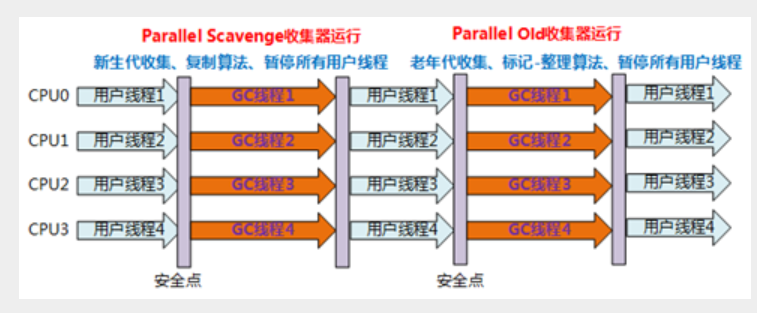 Parallel Scavenge收集器运行 Parallel Old收集器运行
新生代收集、复制算法、暂停所有用户线程 老年代收集、标记-整理算法、暂停所有用户线程
CPU0 用户线程1 GC线程1 用户线程1 GC线程1 用户线程1
CPU1 用户线程2 GC线程2 用户线程2 GC线程2 用户线程2
CPU2 用户线程3 GC线程3 用户线程3 GC线程3 用户线程3
CPU3 用户线程4 GC线程4 用户线程4 GC线程4 用户线程4
安全点 安全点